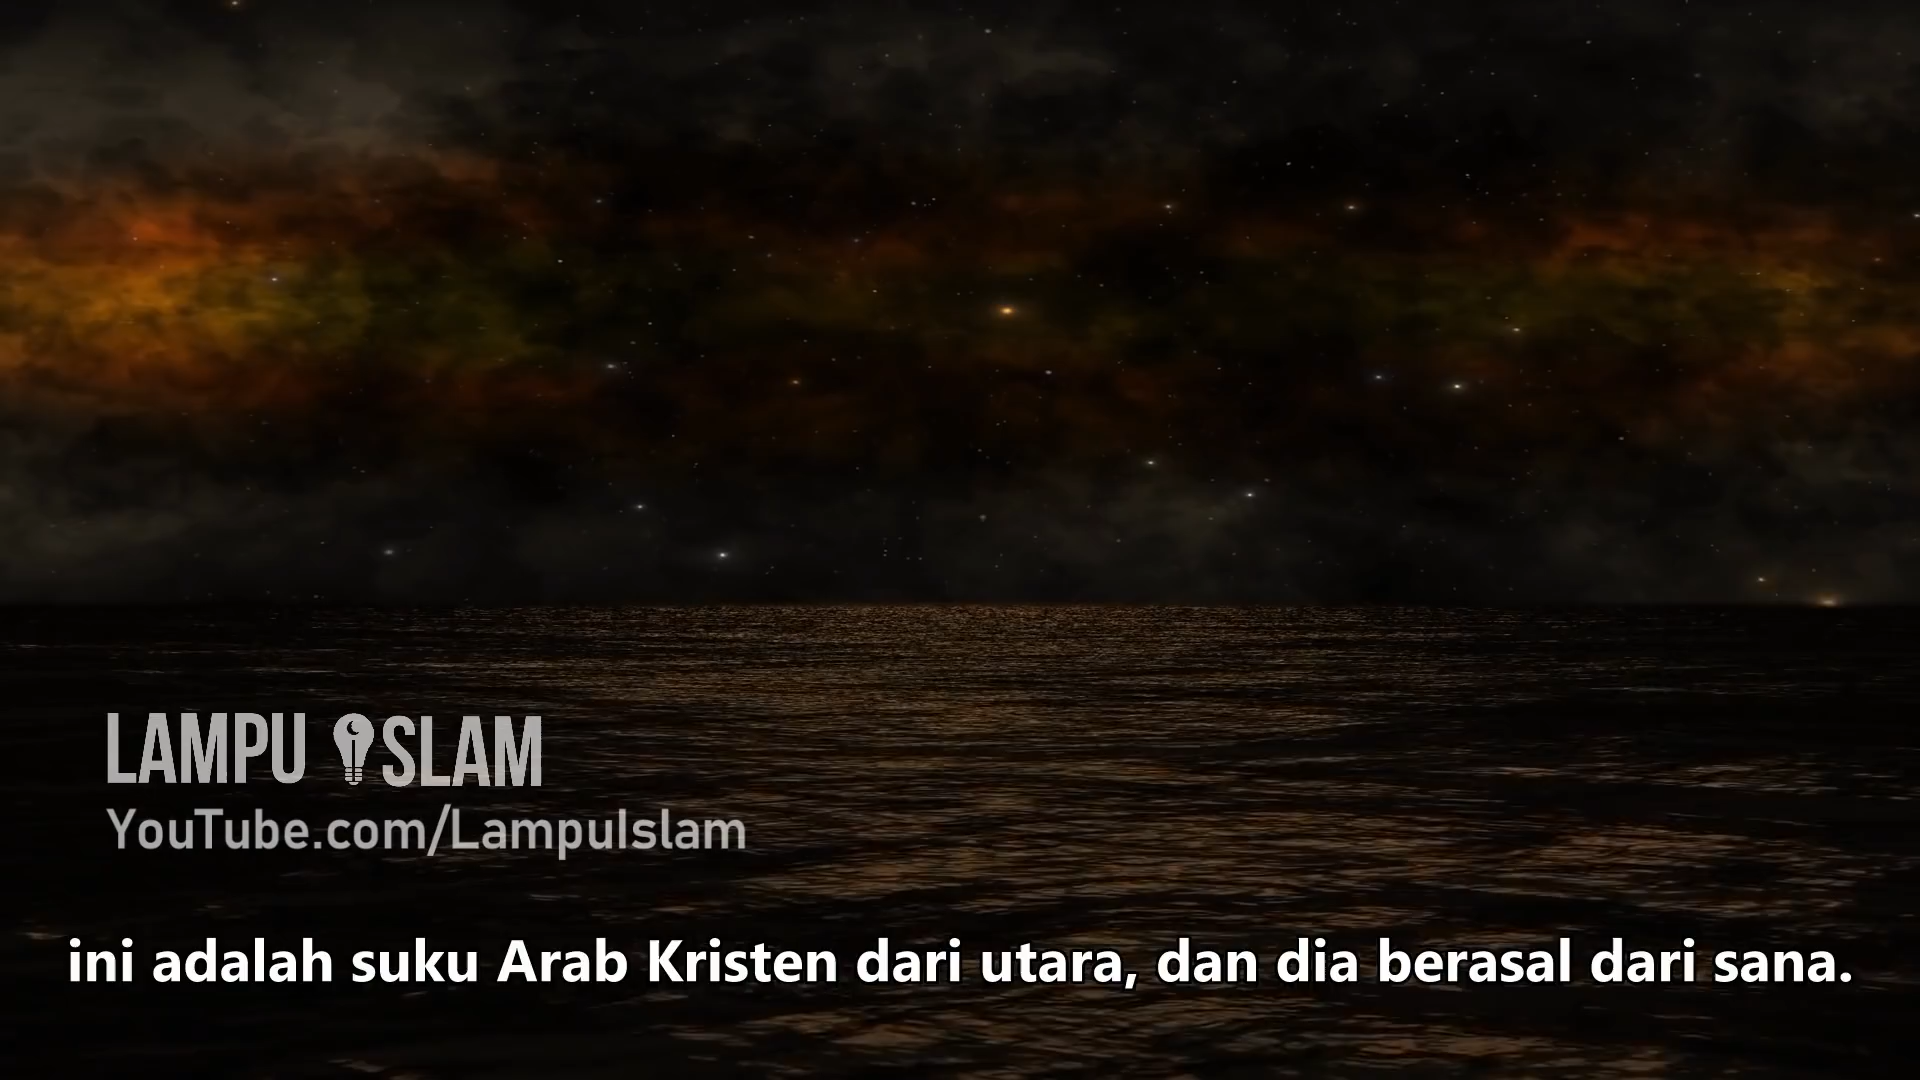 LAMPU ISLAM
YouTube.com/LampuIslam
ini adalah suku Arab Kristen dari utara, dan dia berasal dari sana.